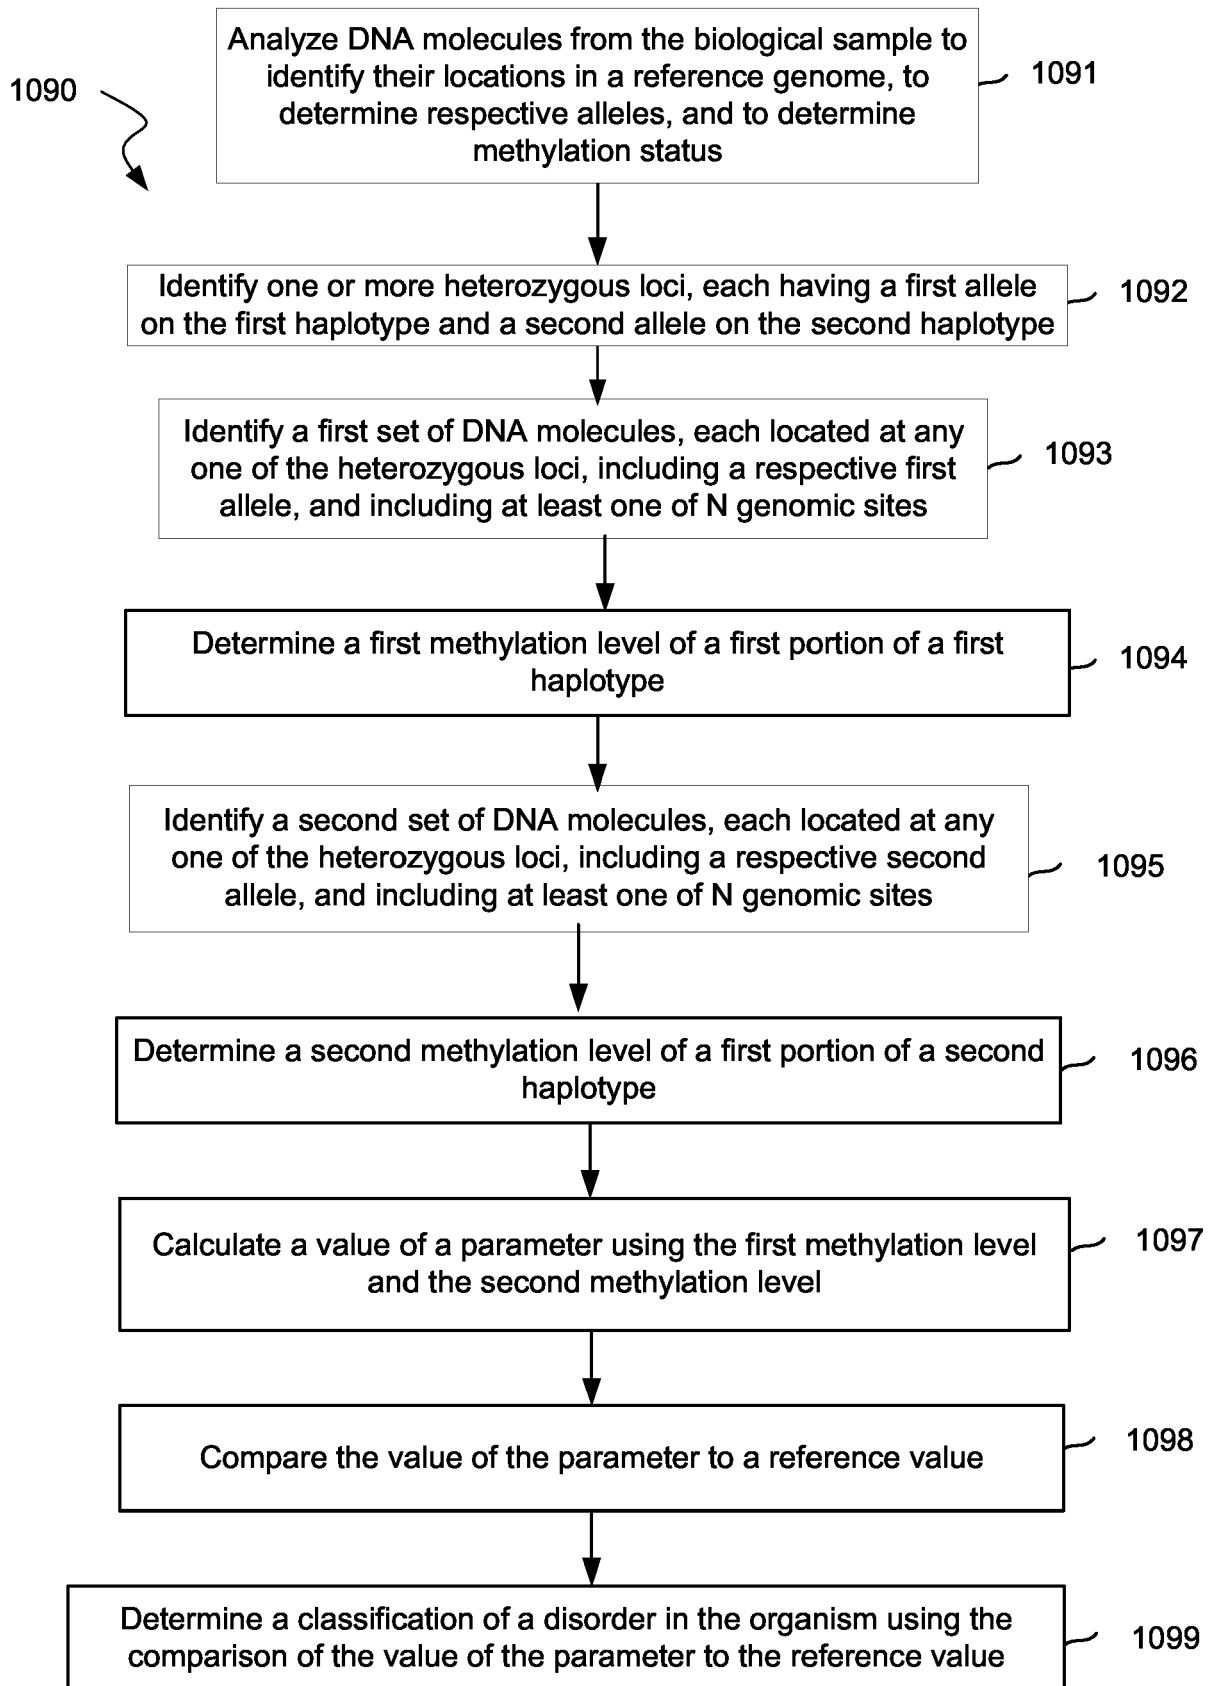 Analyze DNA molecules from the biological sample to
identify their locations in a reference genome, to
determine respective alleles, and to determine
methylation status
1091
1090
Identify one or more heterozygous loci, each having a first allele
on the first haplotype and a second allele on the second haplotype
1092
Identify a first set of DNA molecules, each located at any
one of the heterozygous loci, including a respective first
allele, and including at least one of N genomic sites
1093
Determine a first methylation level of a first portion of a first
haplotype
1094
Identify a second set of DNA molecules, each located at any
one of the heterozygous loci, including a respective second
allele, and including at least one of N genomic sites
1095
Determine a second methylation level of a first portion of a second
haplotype
1096
Calculate a value of a parameter using the first methylation level
and the second methylation level
1097
Compare the value of the parameter to a reference value
1098
Determine a classification of a disorder in the organism using the
comparison of the value of the parameter to the reference value
1099